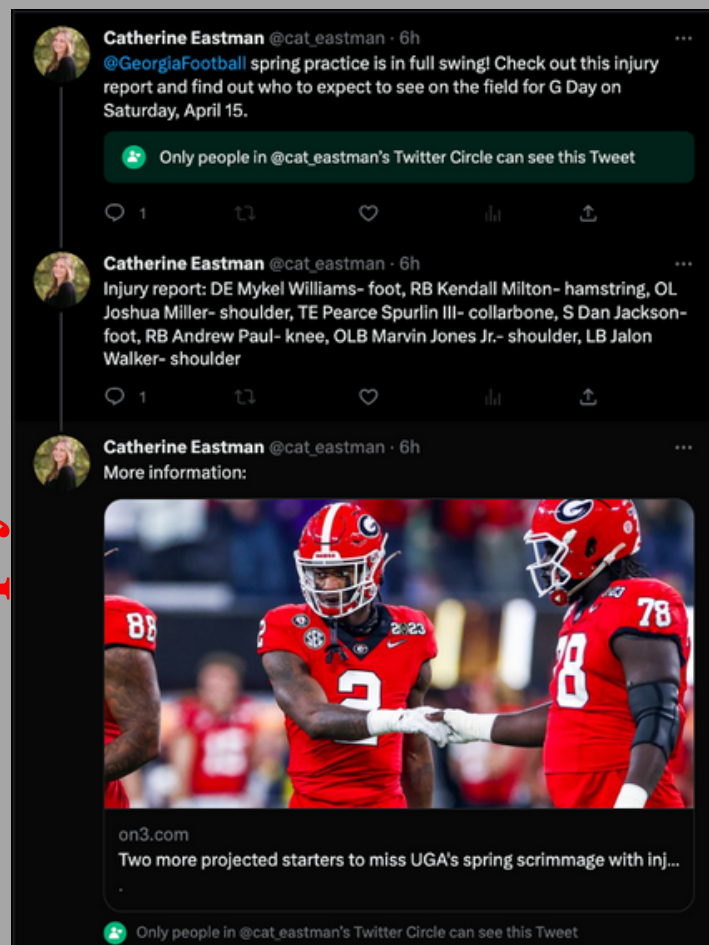 Catherine Eastman @cat_eastman · 6h
@GeorgiaFootball spring practice is in full swing! Check out this injury
report and find out who to expect to see on the field for G Day on
Saturday, April 15.
Only people in @cat_eastman's Twitter Circle can see this Tweet
1
Catherine Eastman @cat_eastman · 6h
Injury report: DE Mykel Williams- foot, RB Kendall Milton- hamstring, OL
Joshua Miller- shoulder, TE Pearce Spurlin III- collarbone, S Dan Jackson-
foot, RB Andrew Paul- knee, OLB Marvin Jones Jr.- shoulder, LB Jalon
Walker- shoulder
1
Catherine Eastman @cat_eastman · 6h
More information:
88
2
SEC
2023
G
2
G
78
78
on3.com
Two more projected starters to miss UGA's spring scrimmage with inj...
.
Only people in @cat_eastman's Twitter Circle can see this Tweet